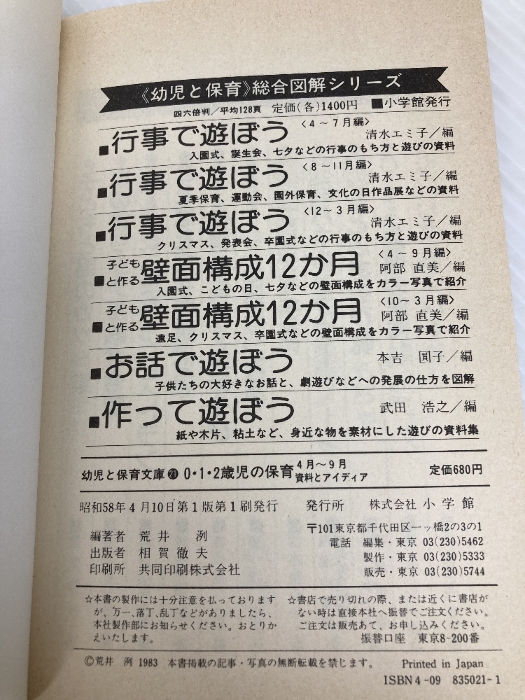 《幼児と保育》総合図解シリーズ
四六倍判／平均128頁 定価(各)1400円 ■小学館発行
■行事で遊ぼう 〈4～7月編〉 清水エミ子／編
入園式、誕生会、七夕などの行事のもち方と遊びの資料
■行事で遊ぼう 〈8～11月編〉 清水エミ子／編
夏季保育、運動会、園外保育、文化の日作品展などの資料
■行事で遊ぼう 〈12～3月編〉 清水エミ子／編
クリスマス、発表会、卒園式などの行事のもち方と遊びの資料
■子どもと作る 壁面構成12か月 〈4～9月編〉 阿部 直美／編
入園式、こどもの日、七夕などの壁面構成をカラー写真で紹介
■子どもと作る 壁面構成12か月 〈10～3月編〉 阿部 直美／編
遠足、クリスマス、卒園式などの壁面構成をカラー写真で紹介
■お話で遊ぼう 本吉 圓子／編
子供たちの大好きなお話と、劇遊びなどへの発展の仕方を図解
■作って遊ぼう 武田 浩之／編
紙や木片、粘土など、身近な物を素材にした遊びの資料集
幼児と保育文庫㉑ 0・1・2歳児の保育 4月～9月 資料とアイディア 定価680円
昭和58年4月10日第1版第1刷発行 発行所 株式会社 小学館
〒101東京都千代田区一ッ橋2の3の1
編著者 荒井 洌 電話 編集・東京 03(230)5462
出版者 相賀徹夫 製作・東京 03(230)5333
印刷所 共同印刷株式会社 販売・東京 03(230)5744
☆本書の製作には十分注意を払っておりますが、万一、落丁、乱丁などがありましたら、本社製作部にお知らせください。おとりかえいたします。
☆書店で売り切れの際、または近くに書店がない時は直接本社へ振替でご注文ください。ご注文は販売あて、お申し込みください。
振替口座 東京8-200番
©荒井 洌 1983 本書掲載の記事・写真の無断転載を禁じます。 Printed in Japan
ISBN4-09 835021-1